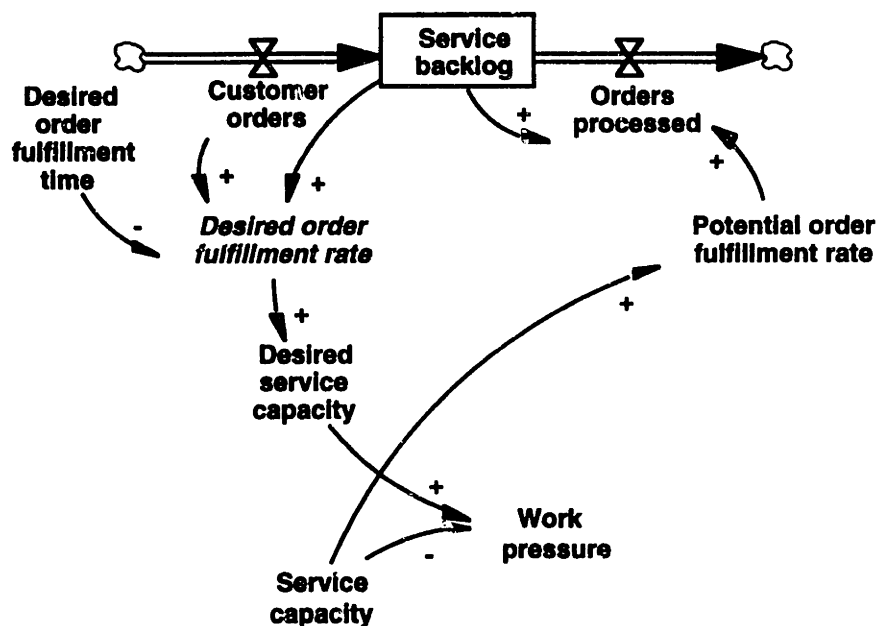 Service
backlog
Customer
orders
Orders
processed
Desired
order
fulfillment
time
+
+
+
+
-
Desired order
fulfillment rate
Potential order
fulfillment rate
+
+
Desired
service
capacity
+
-
Work
pressure
Service
capacity